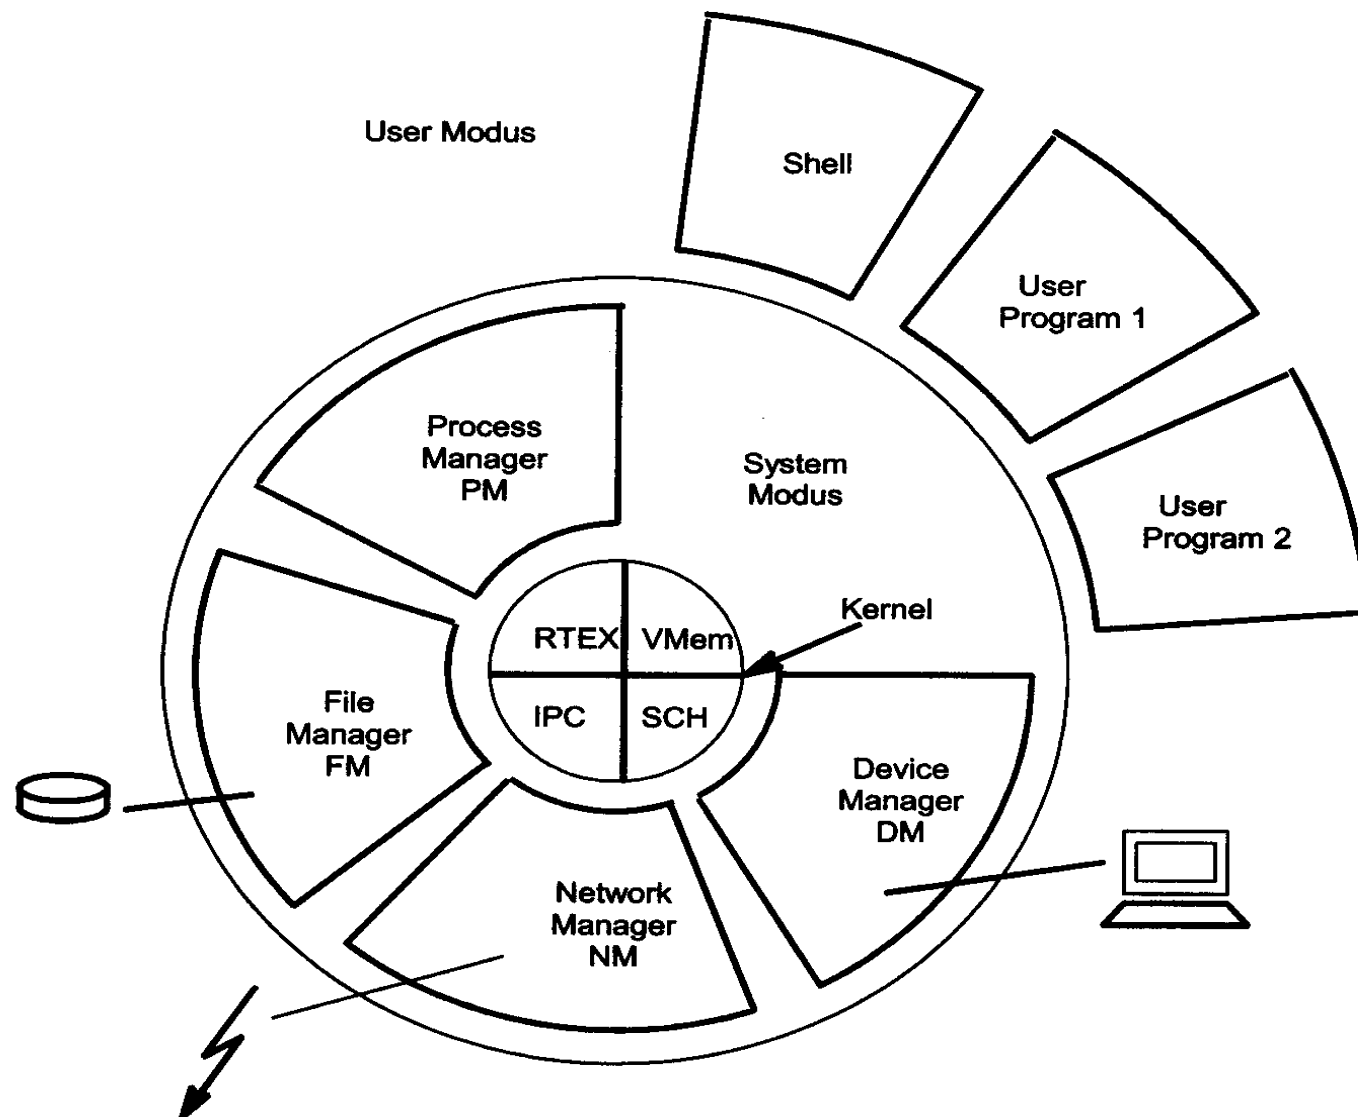 User Modus
Shell
User
Program 1
Process
Manager
PM
System
Modus
User
Program 2
Kernel
RTEX
VMem
IPC
SCH
File
Manager
FM
Device
Manager
DM
Network
Manager
NM